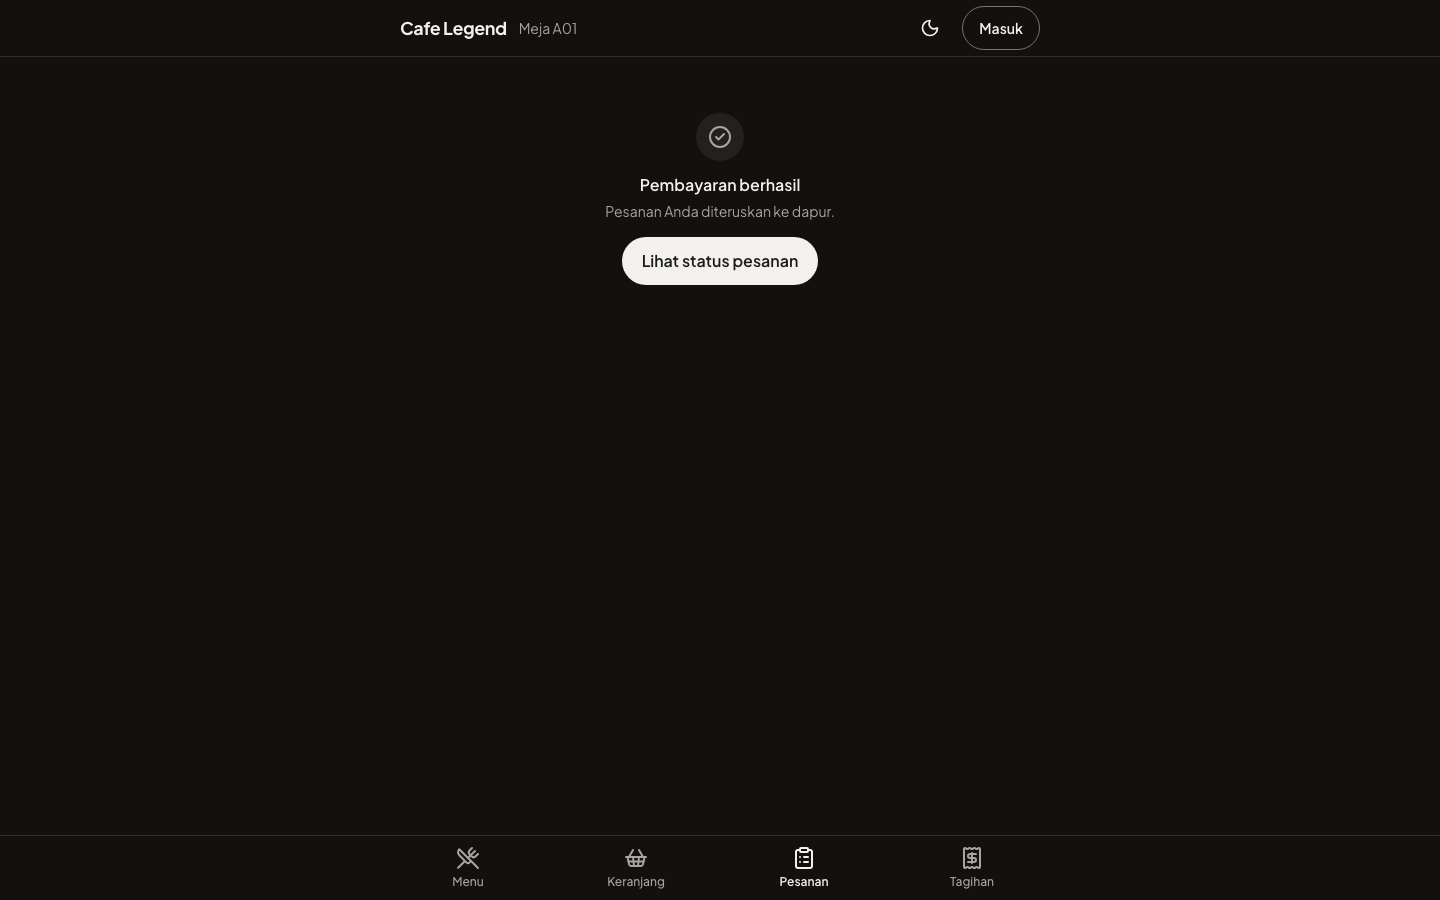 Cafe Legend Meja A01
Masuk
Pembayaran berhasil
Pesanan Anda diteruskan ke dapur.
Lihat status pesanan
Menu
Keranjang
Pesanan
Tagihan